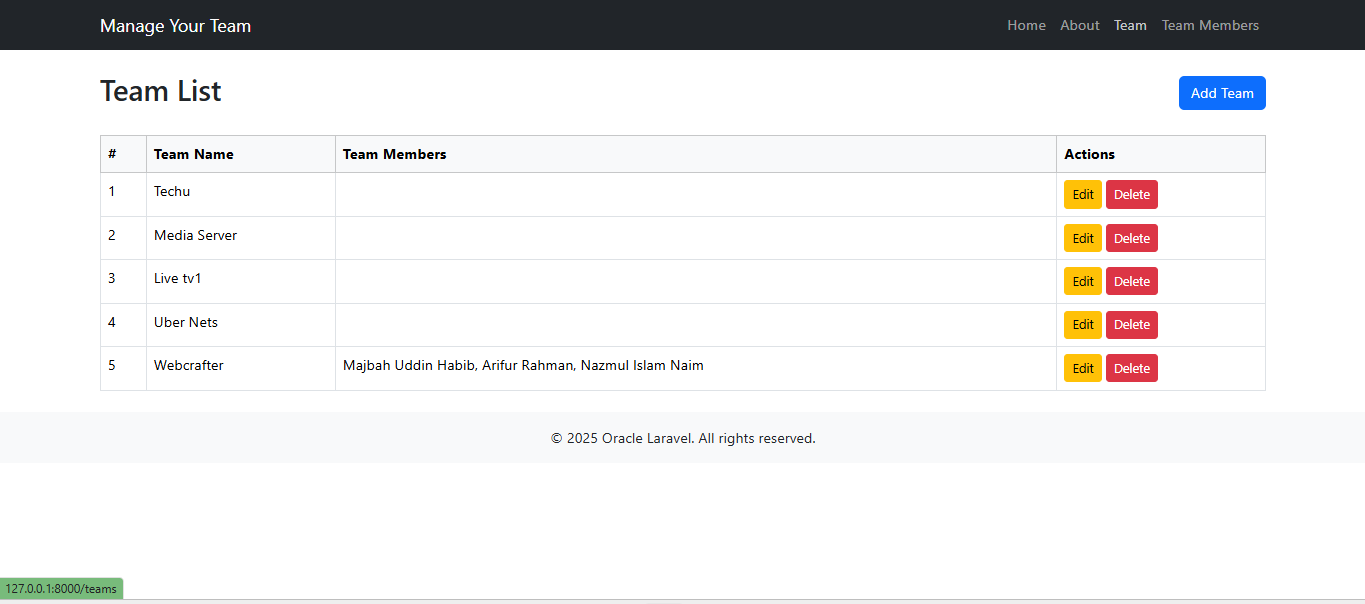 Manage Your Team Home About Team Team Members
Team List Add Team
# Team Name Team Members Actions
1 Techu Edit Delete
2 Media Server Edit Delete
3 Live tv1 Edit Delete
4 Uber Nets Edit Delete
5 Webcrafter Majbah Uddin Habib, Arifur Rahman, Nazmul Islam Naim Edit Delete
© 2025 Oracle Laravel. All rights reserved.
127.0.0.1:8000/teams